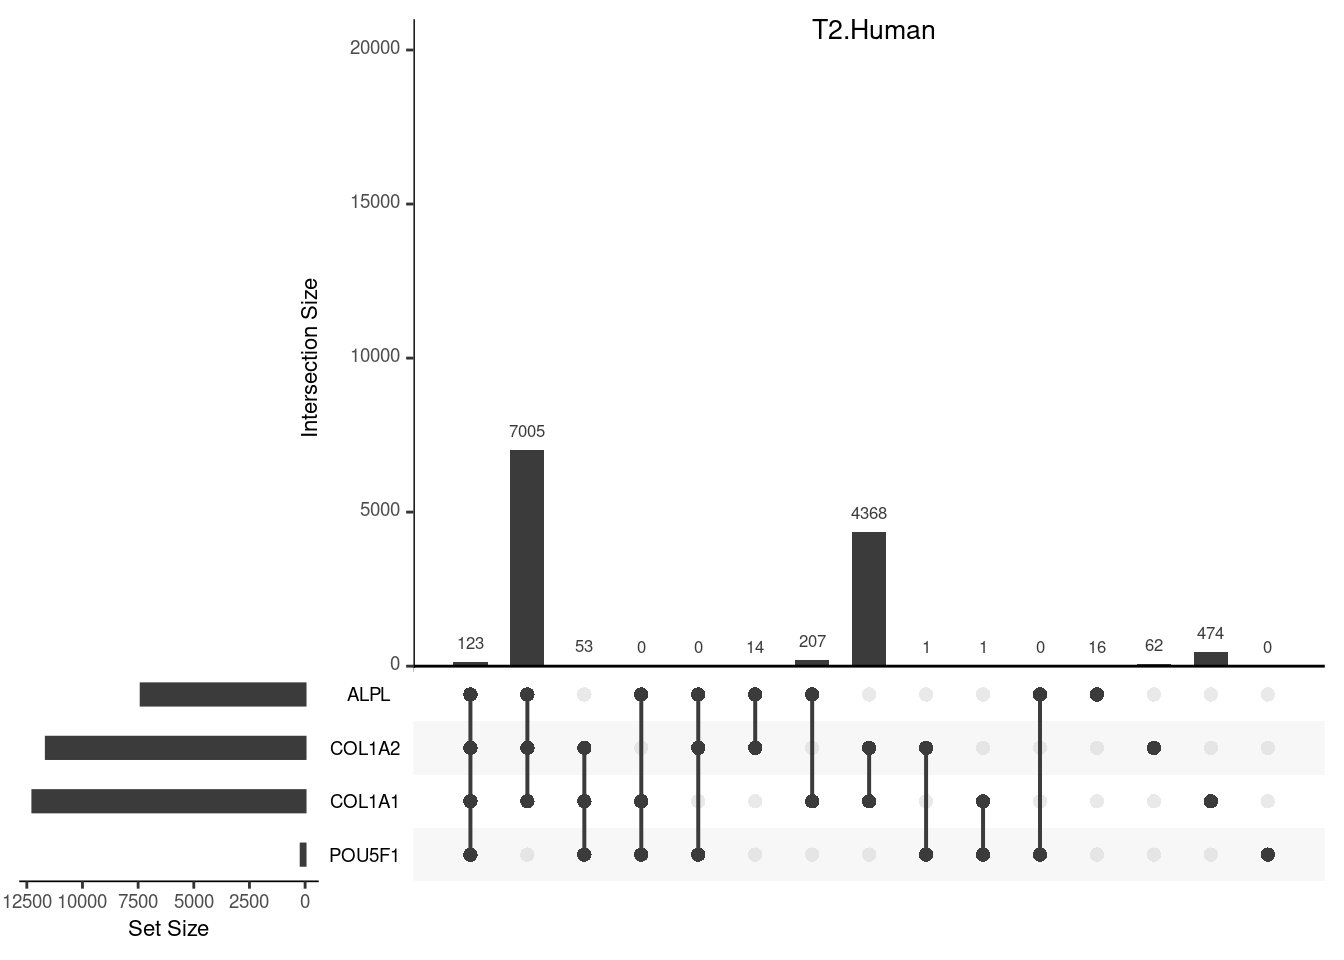 T2.Human
20000
15000
10000
5000
0
Intersection Size
123 7005 53 0 0 14 207 4368 1 1 0 16 62 474 0
ALPL
COL1A2
COL1A1
POU5F1
12500 10000 7500 5000 2500 0
Set Size